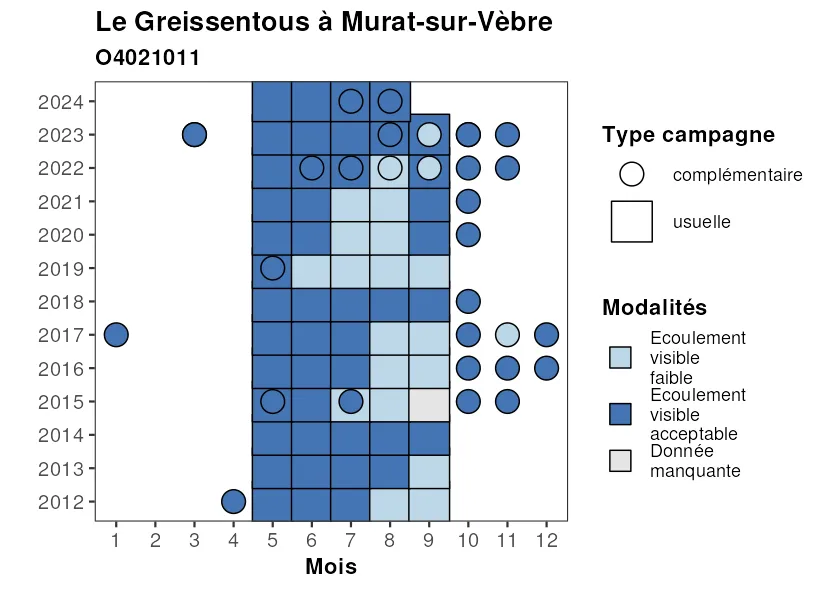 Le Greissentous à Murat-sur-Vèbre
O4021011
2024
2023
2022
2021
2020
2019
2018
2017
2016
2015
2014
2013
2012
1 2 3 4 5 6 7 8 9 10 11 12
Mois
Type campagne
complémentaire
usuelle
Modalités
Ecoulement
visible
faible
Ecoulement
visible
acceptable
Donnée
manquante